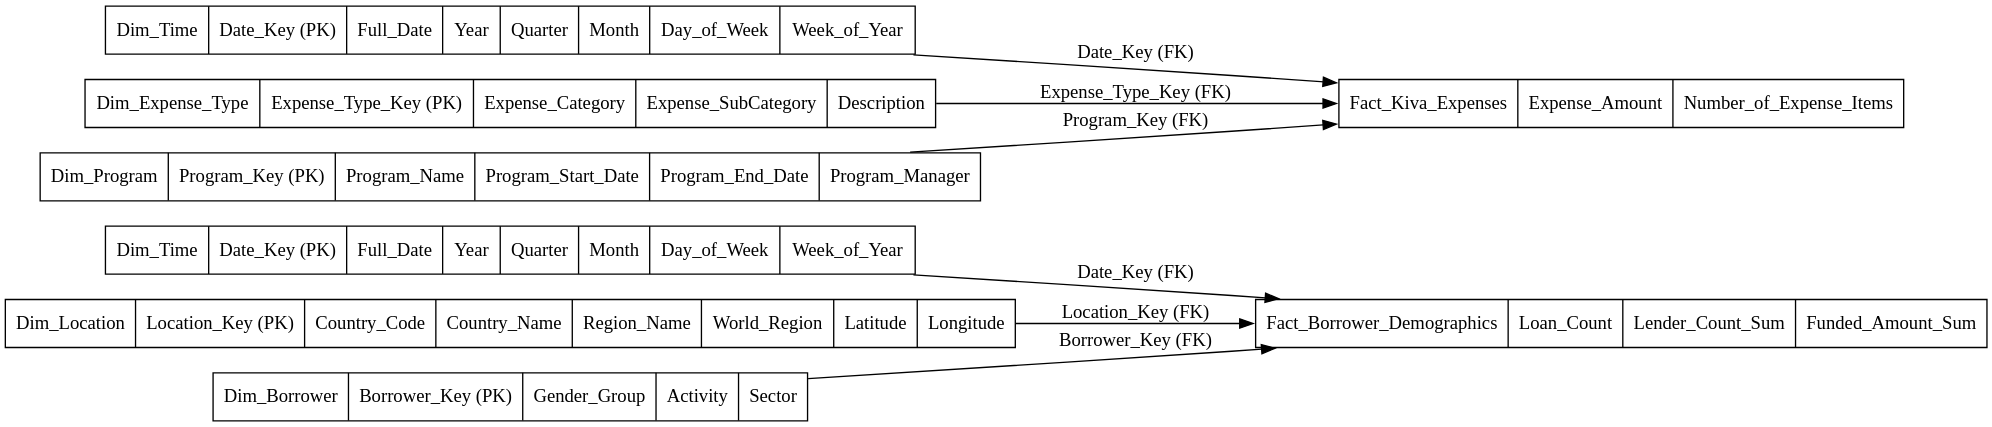 Dim_Time Date_Key (PK) Full_Date Year Quarter Month Day_of_Week Week_of_Year
Date_Key (FK)
Dim_Expense_Type Expense_Type_Key (PK) Expense_Category Expense_SubCategory Description
Expense_Type_Key (FK)
Fact_Kiva_Expenses Expense_Amount Number_of_Expense_Items
Program_Key (FK)
Dim_Program Program_Key (PK) Program_Name Program_Start_Date Program_End_Date Program_Manager
Dim_Time Date_Key (PK) Full_Date Year Quarter Month Day_of_Week Week_of_Year
Date_Key (FK)
Dim_Location Location_Key (PK) Country_Code Country_Name Region_Name World_Region Latitude Longitude
Location_Key (FK)
Fact_Borrower_Demographics Loan_Count Lender_Count_Sum Funded_Amount_Sum
Borrower_Key (FK)
Dim_Borrower Borrower_Key (PK) Gender_Group Activity Sector